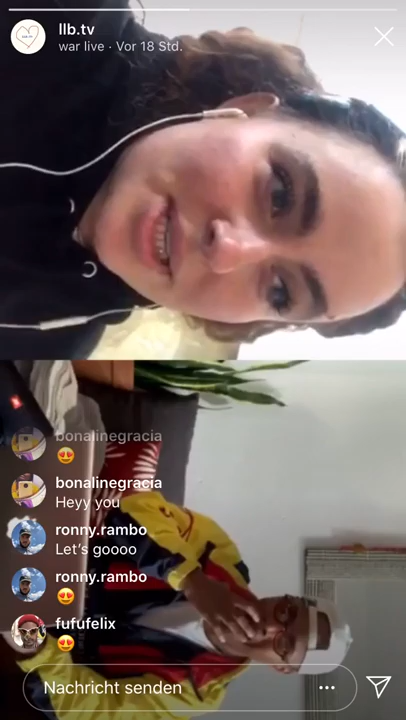 llb.tv
war live · Vor 18 Std.
bonalinegracia
😍
bonalinegracia
Heyy you
ronny.rambo
Let's goooo
ronny.rambo
😍
fufufelix
😍
Nachricht senden